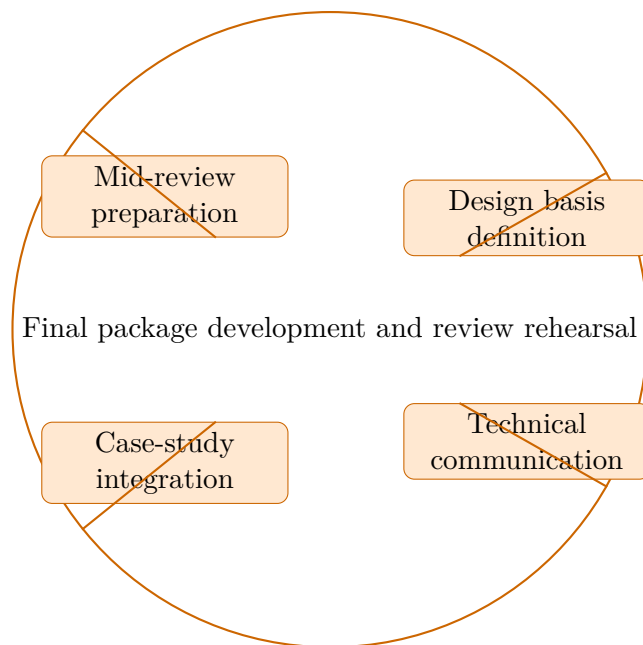 Mid-review
preparation
Design basis
definition
Final package development and review rehearsal
Case-study
integration
Technical
communication